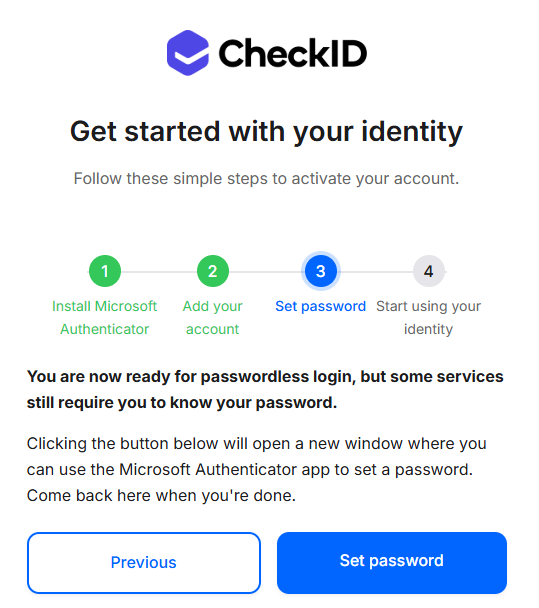 CheckID
Get started with your identity
Follow these simple steps to activate your account.
1
2
3
4
Install Microsoft
Authenticator
Add your
account
Set password
Start using your
identity
You are now ready for passwordless login, but some services
still require you to know your password.
Clicking the button below will open a new window where you
can use the Microsoft Authenticator app to set a password.
Come back here when you're done.
Previous
Set password